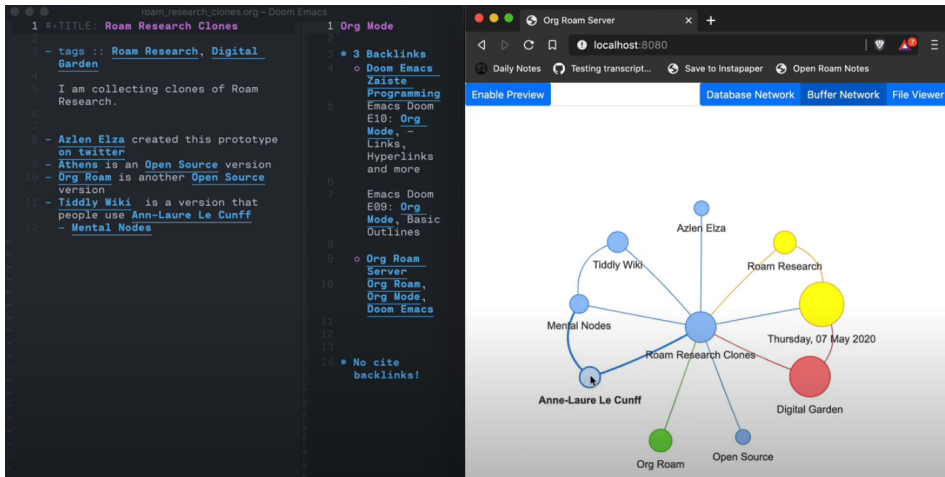 roam_research_clones.org – Doom Emacs
1 #+TITLE: Roam Research Clones
2
3 – tags :: Roam Research, Digital
Garden
4
5 I am collecting clones of Roam
Research.
6
7
8 – Azlen Elza created this prototype
on twitter
9 – Athens is an Open Source version
10 – Org Roam is another Open Source
version
11 – Tiddly Wiki is a version that
people use Ann-Laure Le Cunff
12 – Mental Nodes
1 Org Mode
2
3 * 3 Backlinks
4 o Doom Emacs
Zaiste
Programming
5 Emacs Doom
E10: Org
Mode, –
Links,
Hyperlinks
and more
6
7 Emacs Doom
E09: Org
Mode, Basic
Outlines
8
9 o Org Roam
Server
10 Org Roam,
Org Mode,
Doom Emacs
11
12
13
14 * No cite
backlinks!
Org Roam Server
localhost:8080
Daily Notes
Testing transcript...
Save to Instapaper
Open Roam Notes
Enable Preview
Database Network
Buffer Network
File Viewer
Azlen Elza
Tiddly Wiki
Roam Research
Mental Nodes
Thursday, 07 May 2020
Roam Research Clones
Anne-Laure Le Cunff
Digital Garden
Open Source
Org Roam